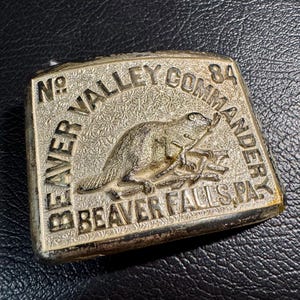 No 84
BEAVER VALLEY COMMANDERY
BEAVER FALLS, PA.